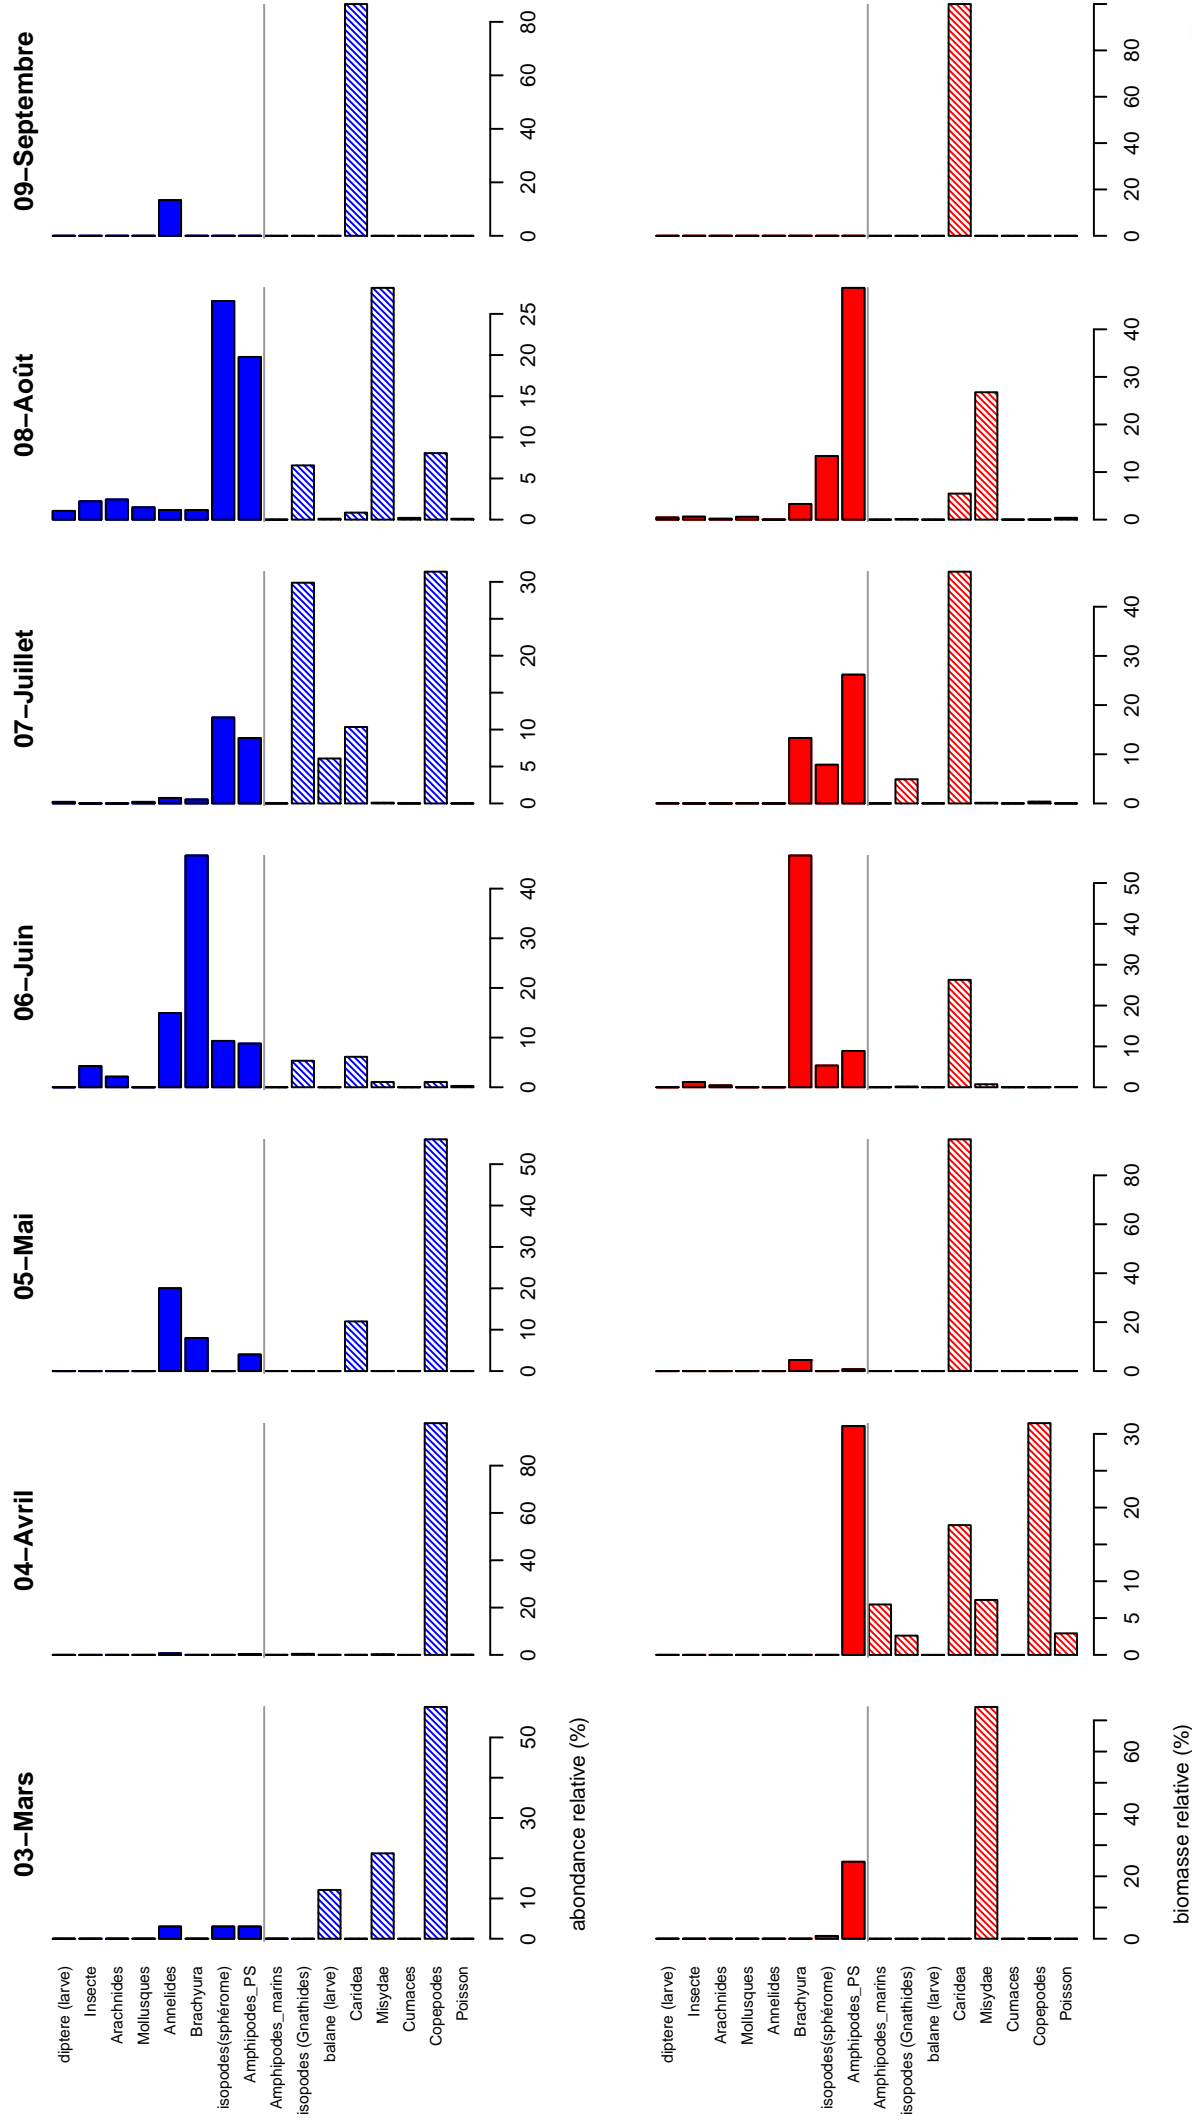 03−Mars 04−Avril 05−Mai 06−Juin 07−Juillet 08−Août 09−Septembre
diptere (larve)
Insecte
Arachnides
Mollusques
Annelides
Brachyura
isopodes(sphérome)
Amphipodes_PS
Amphipodes_marins
isopodes (Gnathides)
balane (larve)
Caridea
Misydae
Cumaces
Copepodes
Poisson
0 10 30 50 0 20 40 60 80 0 10 20 30 40 50 0 10 20 30 40 0 5 10 20 30 0 5 10 15 20 25 0 20 40 60 80
abondance relative (%)
diptere (larve)
Insecte
Arachnides
Mollusques
Annelides
Brachyura
isopodes(sphérome)
Amphipodes_PS
Amphipodes_marins
isopodes (Gnathides)
balane (larve)
Caridea
Misydae
Cumaces
Copepodes
Poisson
0 20 40 60 0 5 10 20 30 0 20 40 60 80 0 10 20 30 40 50 0 10 20 30 40 0 10 20 30 40 0 20 40 60 80
biomasse relative (%)